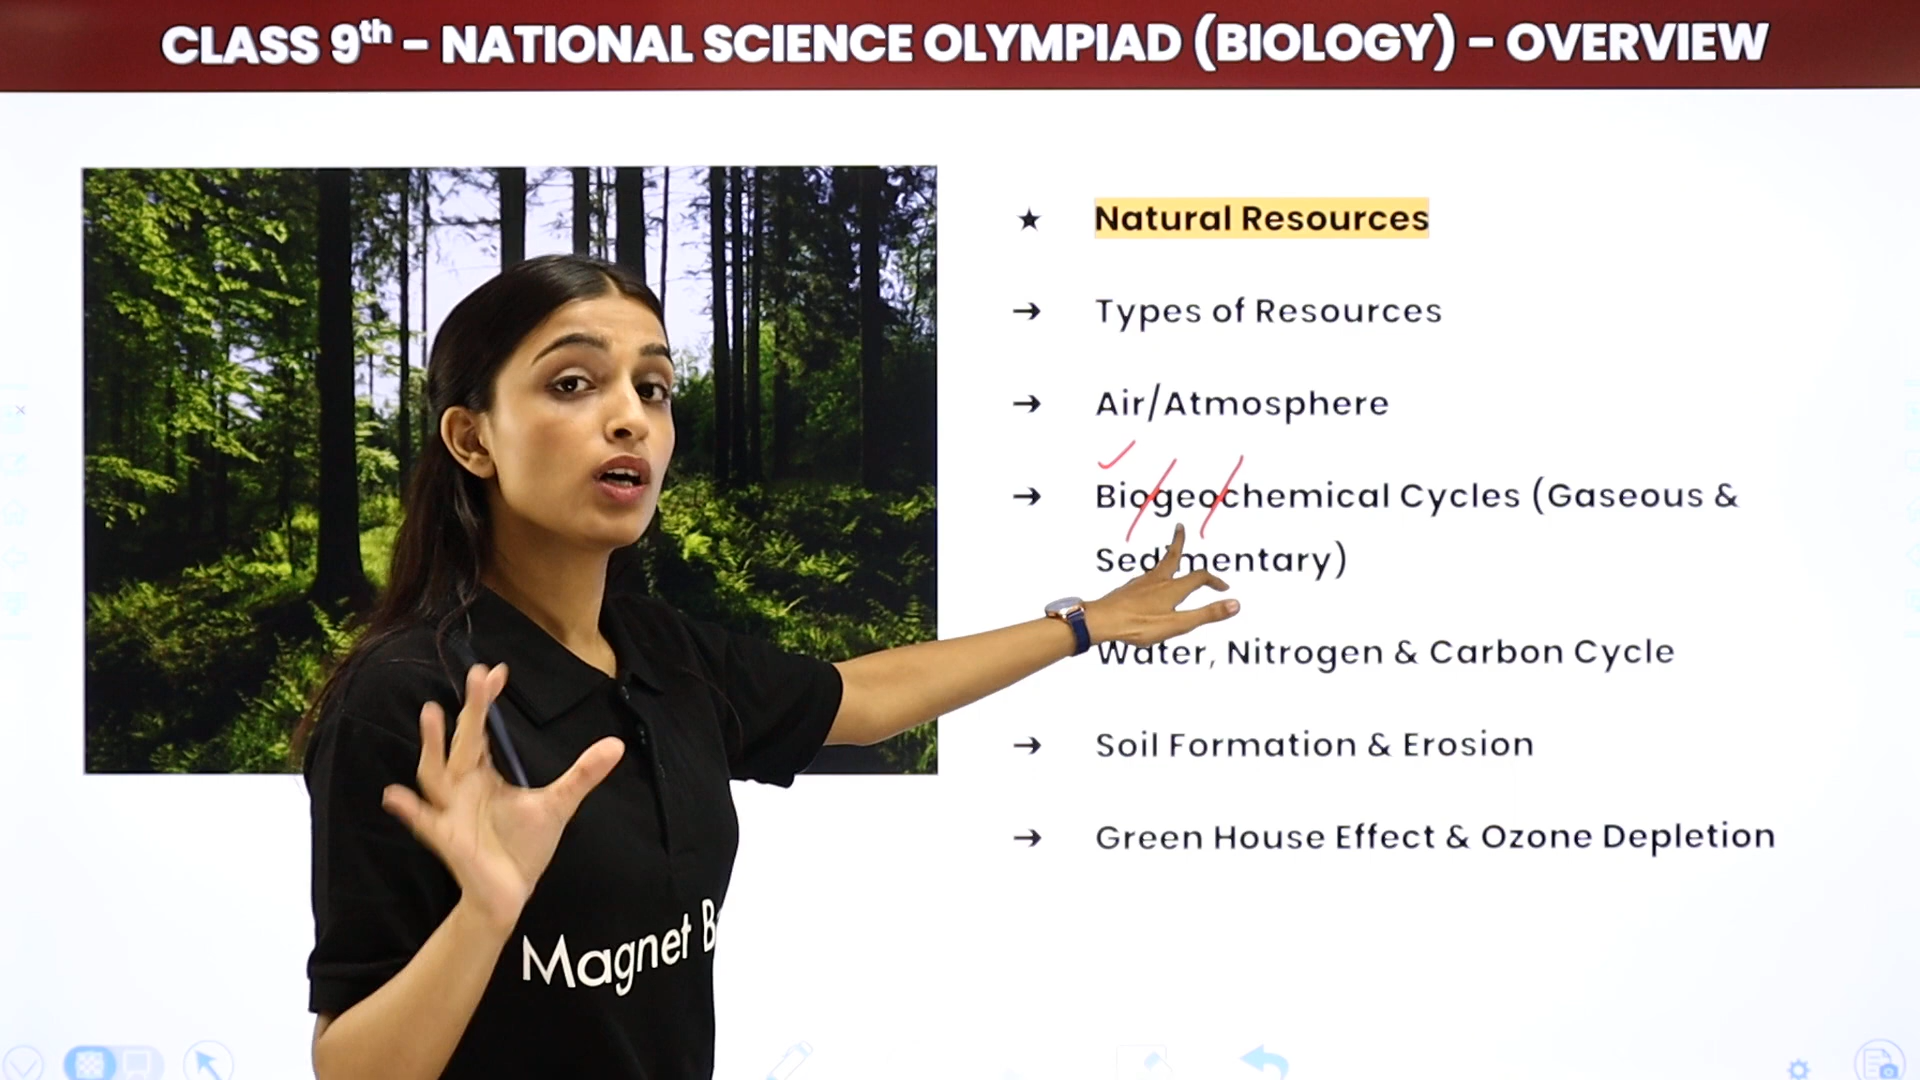 CLASS 9th - NATIONAL SCIENCE OLYMPIAD (BIOLOGY) - OVERVIEW
★ Natural Resources
→ Types of Resources
→ Air/Atmosphere
→ Biogeochemical Cycles (Gaseous &
Sedimentary)
Water, Nitrogen & Carbon Cycle
→ Soil Formation & Erosion
→ Green House Effect & Ozone Depletion
Magnet